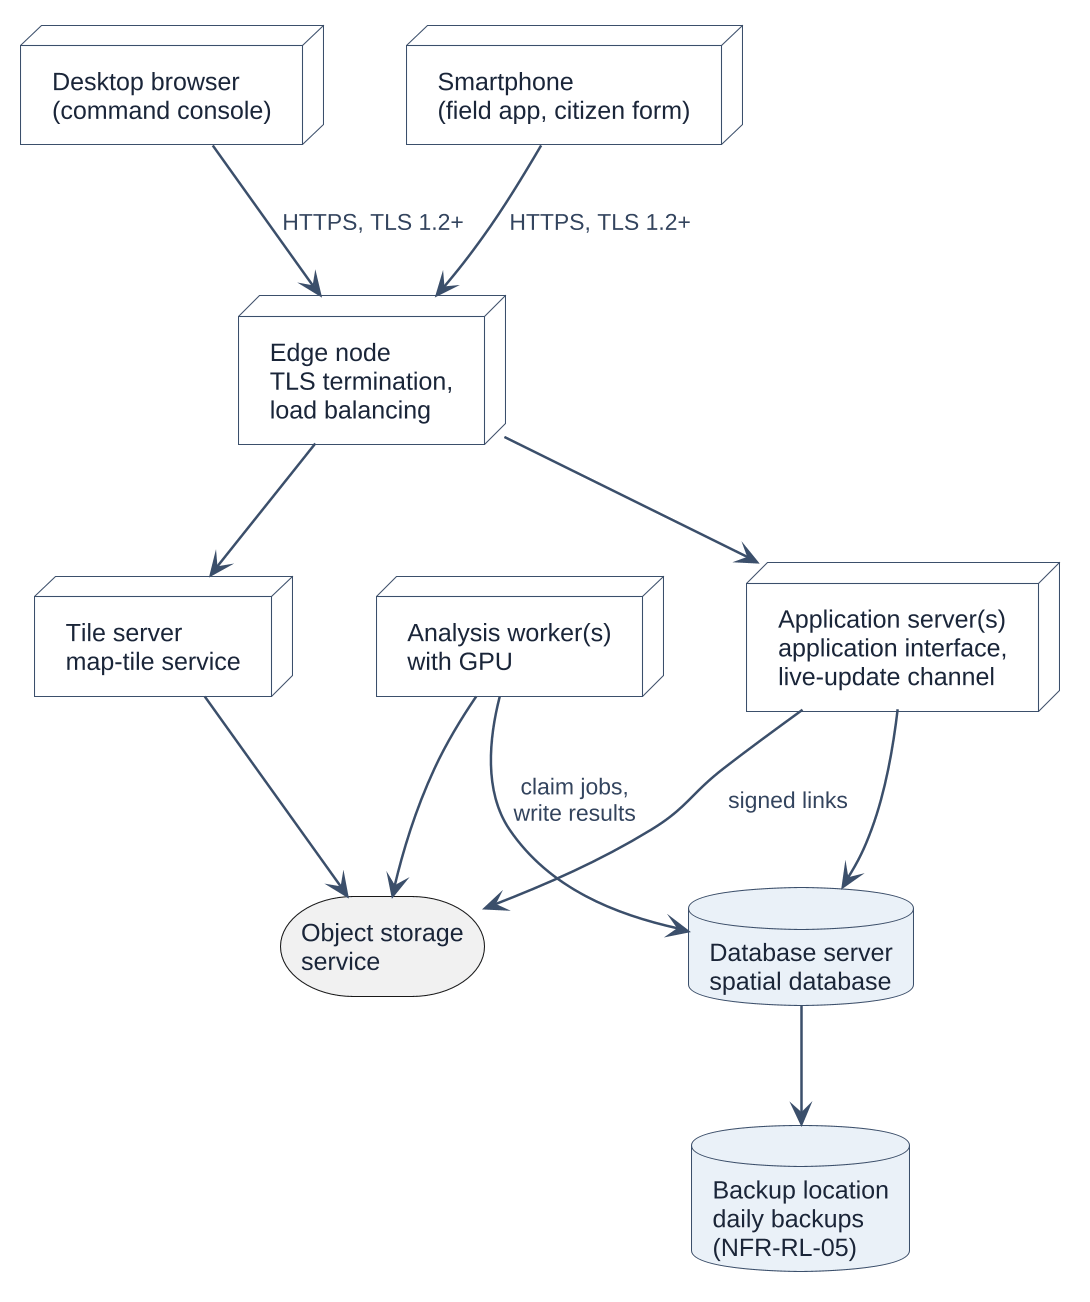 Desktop browser
(command console)
Smartphone
(field app, citizen form)
HTTPS, TLS 1.2+
HTTPS, TLS 1.2+
Edge node
TLS termination,
load balancing
Tile server
map-tile service
Analysis worker(s)
with GPU
Application server(s)
application interface,
live-update channel
claim jobs,
write results
signed links
Object storage
service
Database server
spatial database
Backup location
daily backups
(NFR-RL-05)